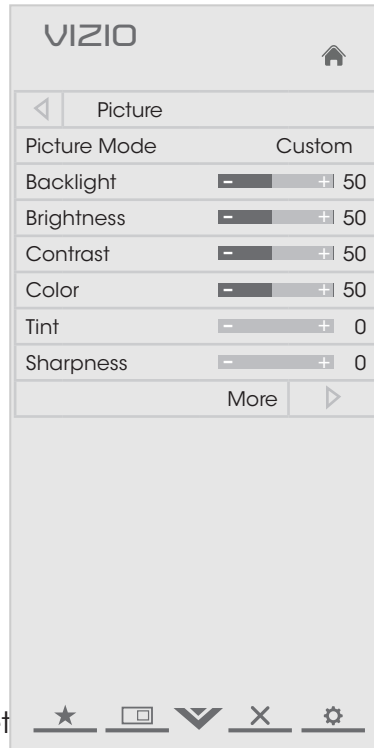 VIZIO
Picture
Picture Mode Custom
Backlight - + 50
Brightness - + 50
Contrast - + 50
Color - + 50
Tint - + 0
Sharpness - + 0
More